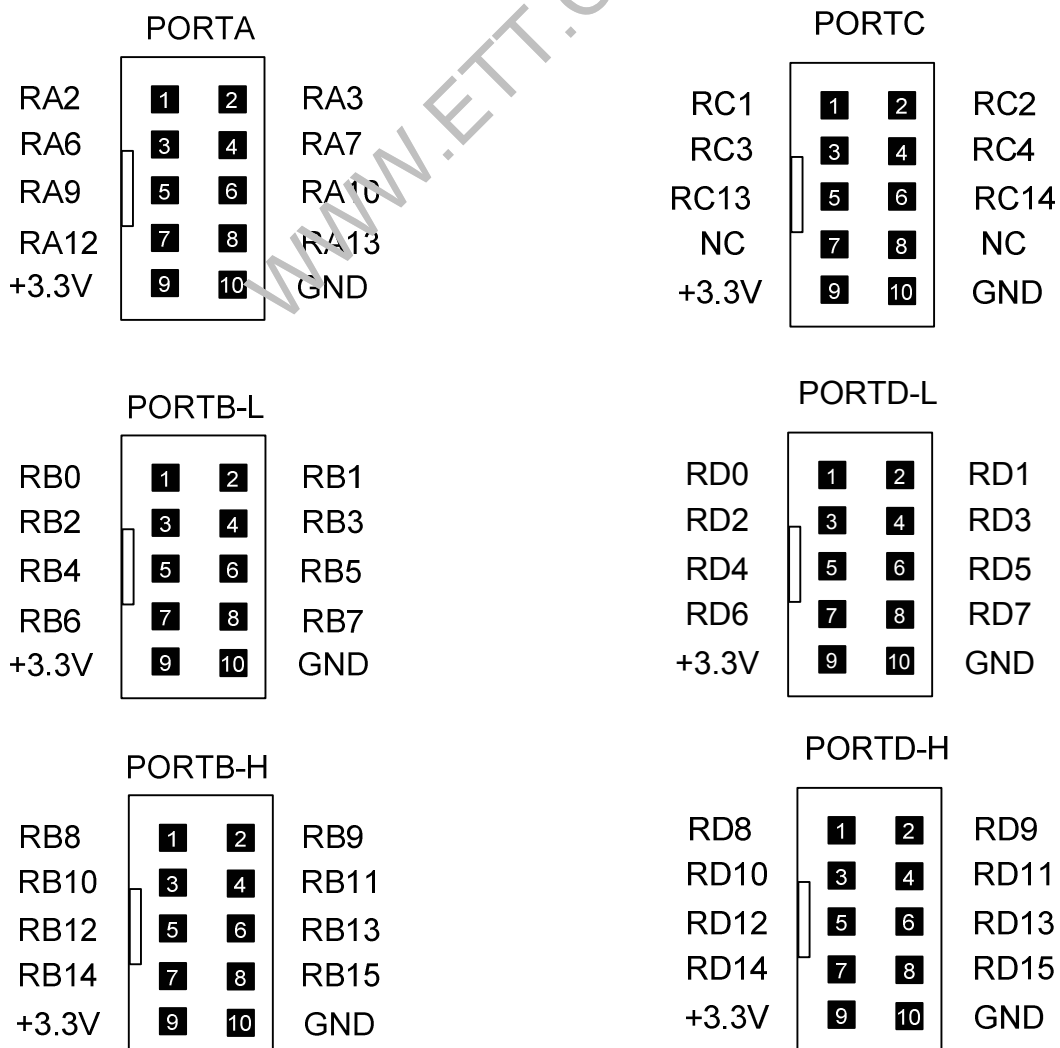 PORTA
RA2 1 2 RA3
RA6 3 4 RA7
RA9 5 6 RA10
RA12 7 8 RA13
+3.3V 9 10 GND
PORTC
RC1 1 2 RC2
RC3 3 4 RC4
RC13 5 6 RC14
NC 7 8 NC
+3.3V 9 10 GND
PORTB-L
RB0 1 2 RB1
RB2 3 4 RB3
RB4 5 6 RB5
RB6 7 8 RB7
+3.3V 9 10 GND
PORTD-L
RD0 1 2 RD1
RD2 3 4 RD3
RD4 5 6 RD5
RD6 7 8 RD7
+3.3V 9 10 GND
PORTB-H
RB8 1 2 RB9
RB10 3 4 RB11
RB12 5 6 RB13
RB14 7 8 RB15
+3.3V 9 10 GND
PORTD-H
RD8 1 2 RD9
RD10 3 4 RD11
RD12 5 6 RD13
RD14 7 8 RD15
+3.3V 9 10 GND
WWW.ETT.C